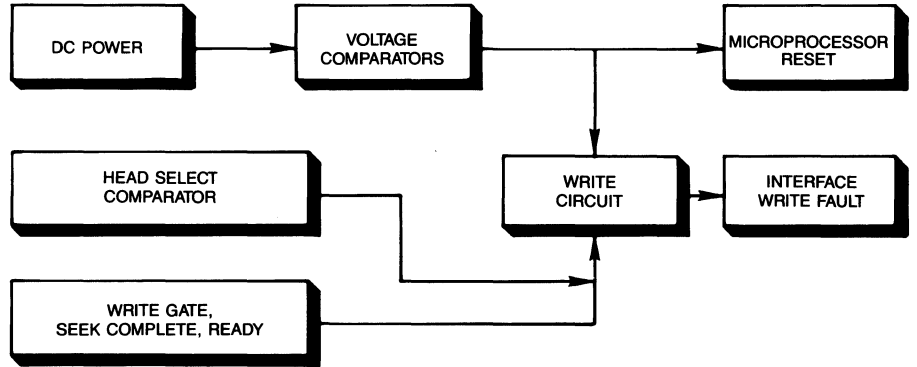 DC POWER
VOLTAGE
COMPARATORS
MICROPROCESSOR
RESET
HEAD SELECT
COMPARATOR
WRITE
CIRCUIT
INTERFACE
WRITE FAULT
WRITE GATE,
SEEK COMPLETE, READY